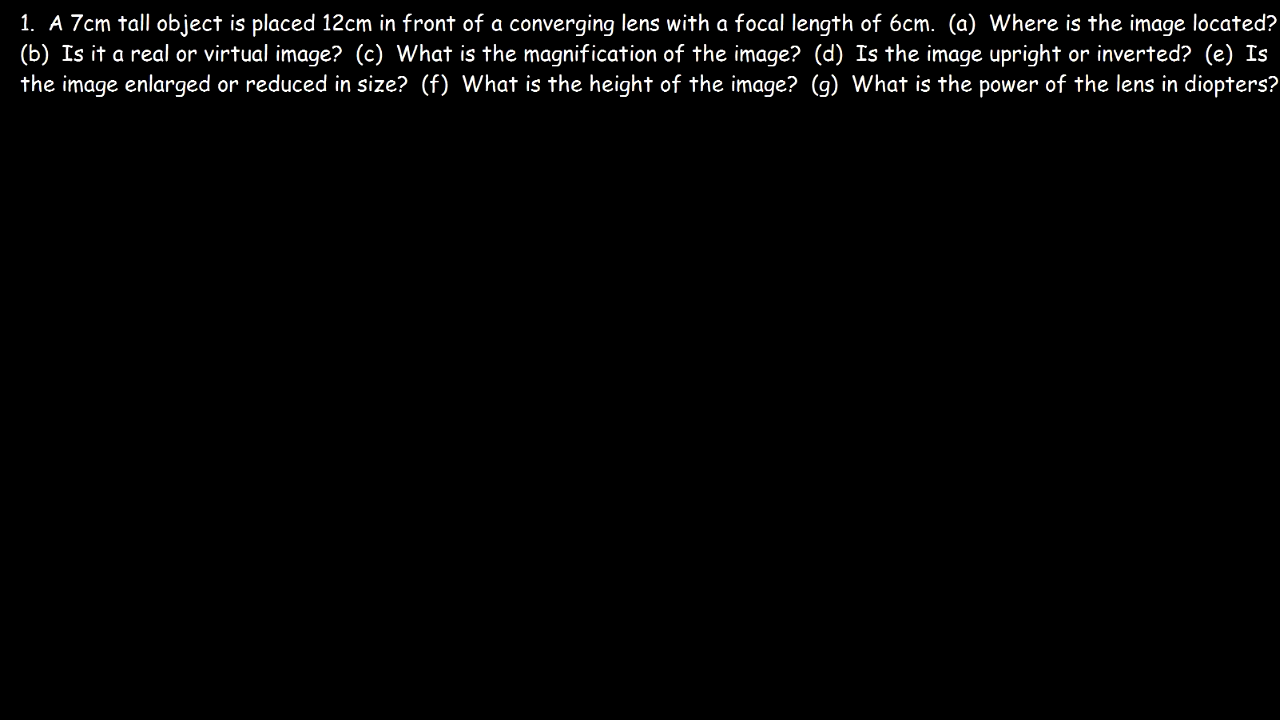 1. A 7cm tall object is placed 12cm in front of a converging lens with a focal length of 6cm. (a) Where is the image located?
(b) Is it a real or virtual image? (c) What is the magnification of the image? (d) Is the image upright or inverted? (e) Is
the image enlarged or reduced in size? (f) What is the height of the image? (g) What is the power of the lens in diopters?